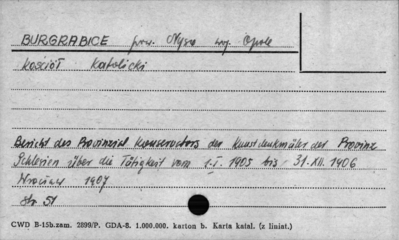 BURGRABICE pow. Nysa woj. Opole
Kościół Katolicki
Bericht des Provinzial Konservators der Kunstdenkmäler der Provinz
Schlesien über die Tätigkeit vom 1.I. 1905 bis 31.XII. 1906
Wrocław 1907
str. 51
CWD B-15b.zam. 2899/P. GDA-8. 1.000.000. karton b. Karta katal. (z liniat.)